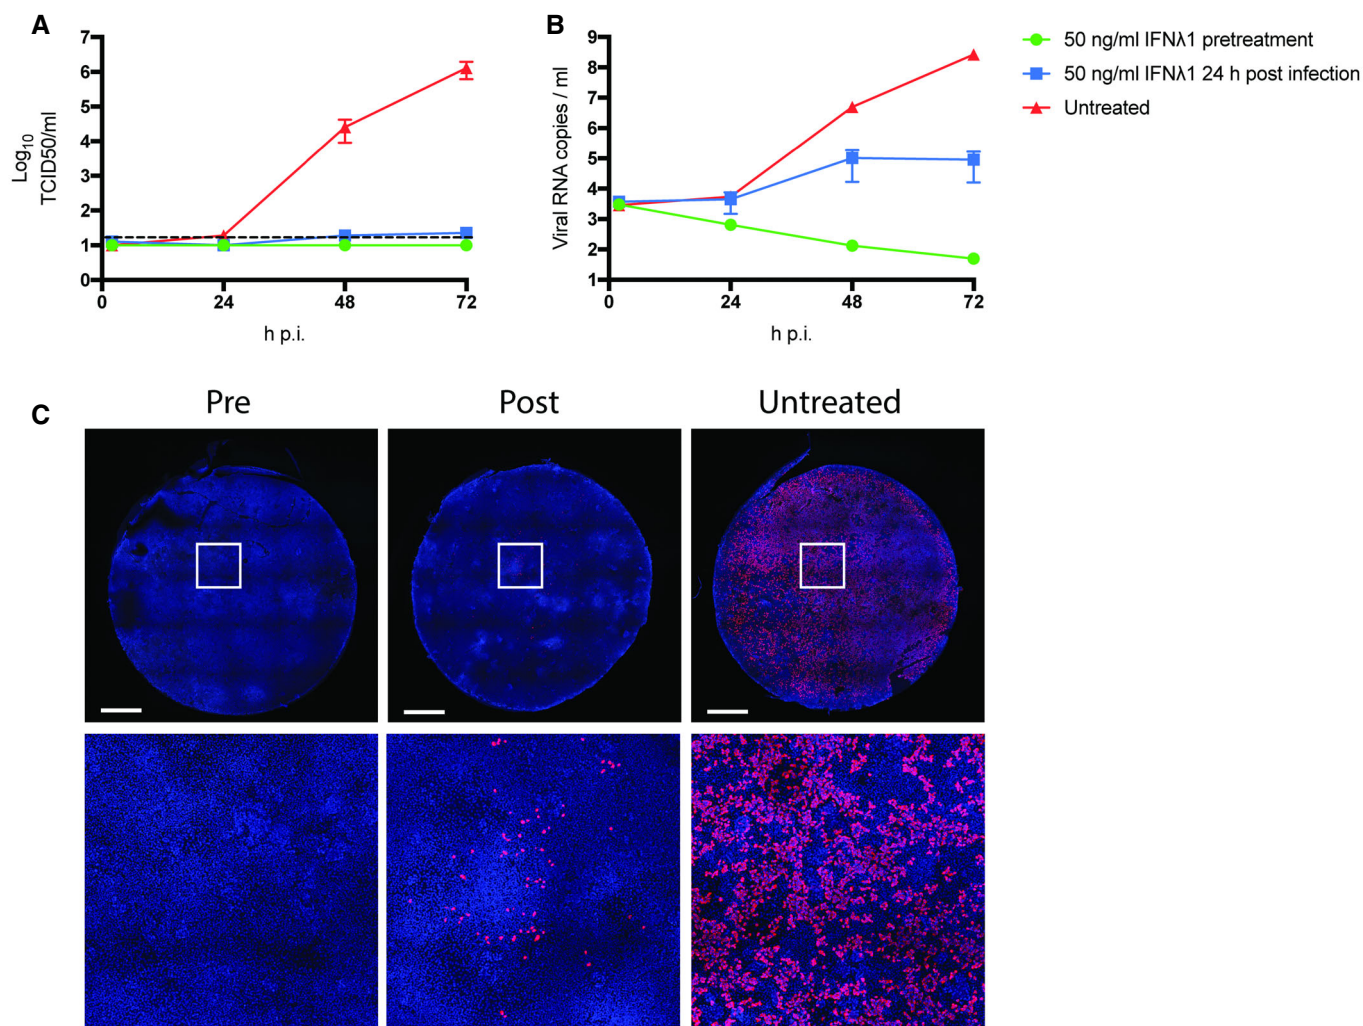 A
7
6
5
4
3
2
1
0
Log10
TCID50/ml
0
24
48
72
h p.i.
B
9
8
7
6
5
4
3
2
1
Viral RNA copies / ml
0
24
48
72
h p.i.
50 ng/ml IFNλ1 pretreatment
50 ng/ml IFNλ1 24 h post infection
Untreated
C
Pre
Post
Untreated